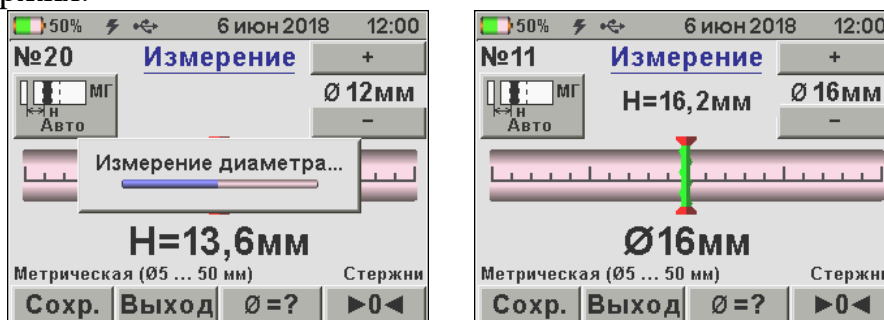 50% 6 июн 2018 12:00
№20 Измерение +
МГ Ø 12мм
H
Авто −
Измерение диаметра...
H=13,6мм
Метрическая (Ø5 ... 50 мм) Стержни
Сохр. Выход Ø=? ►0◄
50% 6 июн 2018 12:00
№11 Измерение +
МГ H=16,2мм Ø 16мм
H
Авто −
Ø16мм
Метрическая (Ø5 ... 50 мм) Стержни
Сохр. Выход Ø=? ►0◄